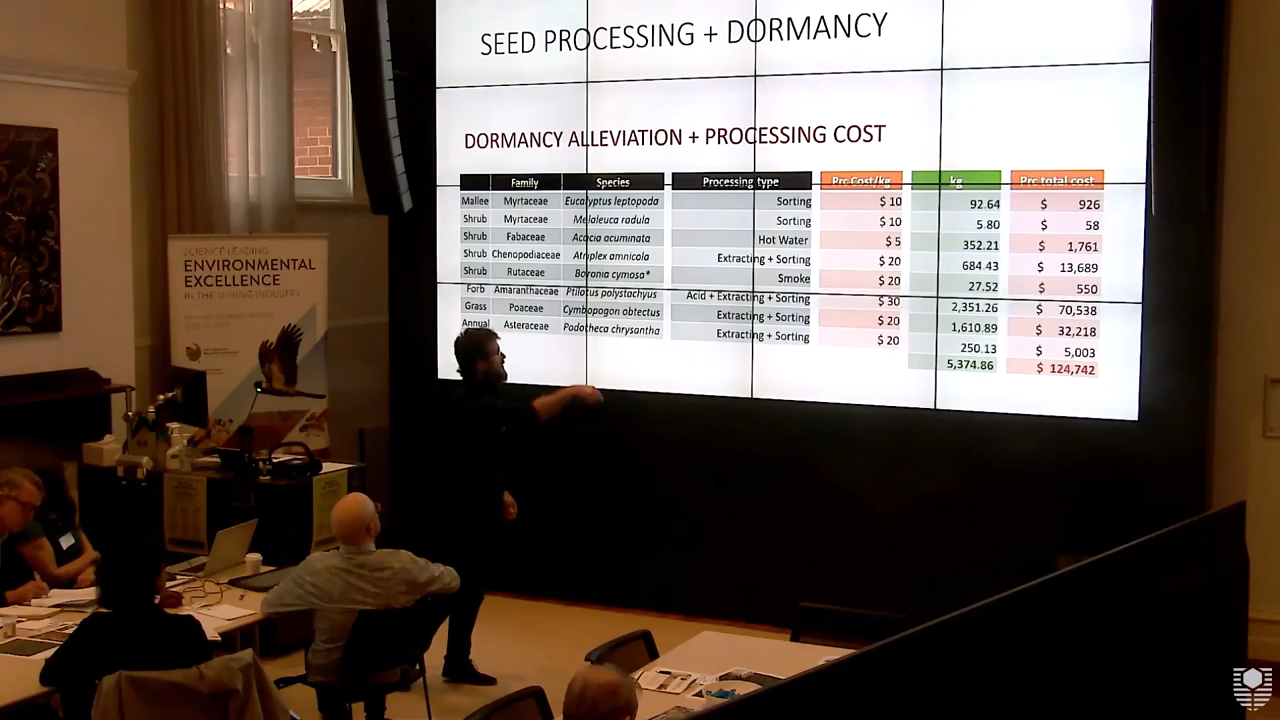 SEED PROCESSING + DORMANCY
DORMANCY ALLEVIATION + PROCESSING COST
Family Species Processing type Prc Cost/kg kg Prc total cost
Mallee Myrtaceae Eucalyptus leptopoda Sorting $ 10 92.64 $ 926
Shrub Myrtaceae Melaleuca radula Sorting $ 10 5.80 $ 58
Shrub Fabaceae Acacia acuminata Hot Water $ 5 352.21 $ 1,761
Shrub Chenopodiaceae Atriplex amnicola Extracting + Sorting $ 20 684.43 $ 13,689
Shrub Rutaceae Boronia cymosa* Smoke $ 20 27.52 $ 550
Forb Amaranthaceae Ptilotus polystachyus Acid + Extracting + Sorting $ 30 2,351.26 $ 70,538
Grass Poaceae Cymbopogon obtectus Extracting + Sorting $ 20 1,610.89 $ 32,218
Annual Asteraceae Podotheca chrysantha Extracting + Sorting $ 20 250.13 $ 5,003
5,374.86 $ 124,742
SCIENCE LEADING
ENVIRONMENTAL
EXCELLENCE
IN THE MINING INDUSTRY